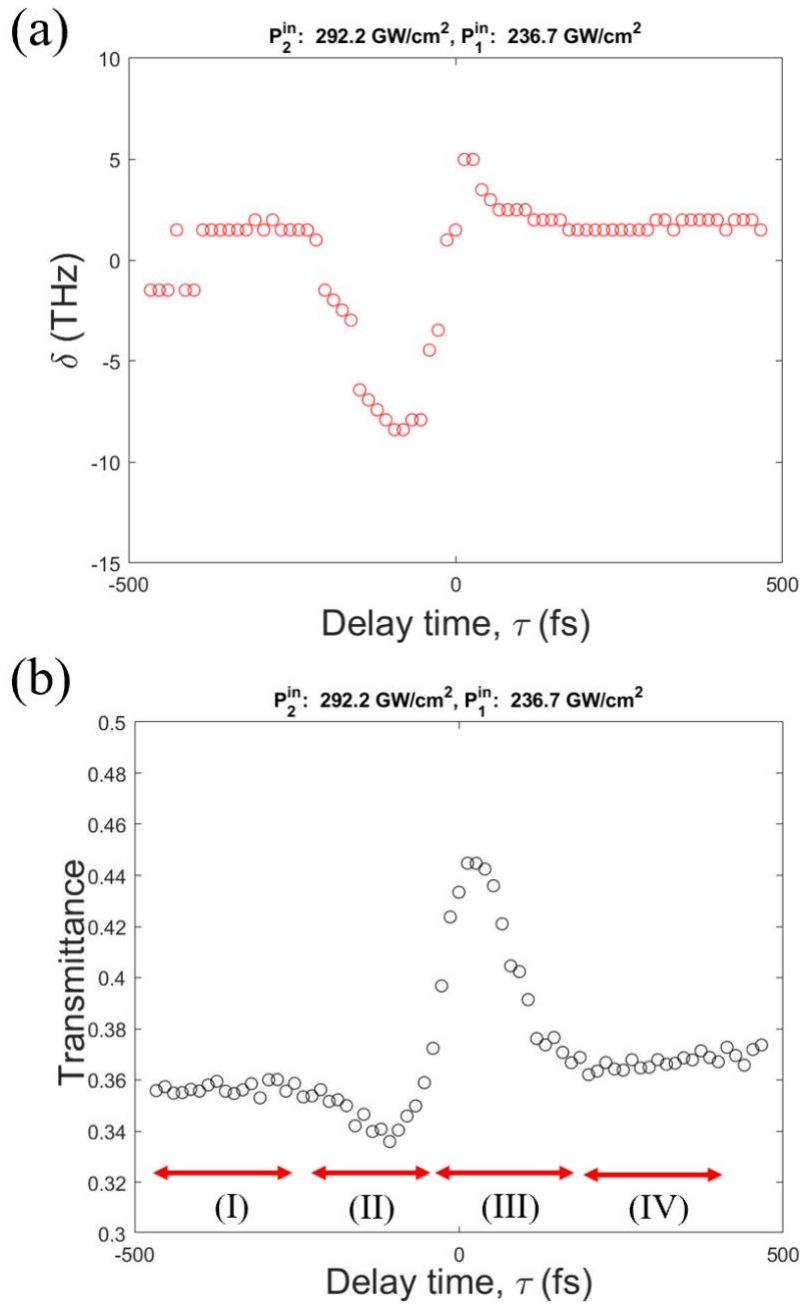 (a)
P₂ⁱⁿ: 292.2 GW/cm², P₁ⁱⁿ: 236.7 GW/cm²
10
5
0
-5
-10
-15
δ (THz)
-500 0 500
Delay time, τ (fs)
(b)
P₂ⁱⁿ: 292.2 GW/cm², P₁ⁱⁿ: 236.7 GW/cm²
0.5
0.48
0.46
0.44
0.42
0.4
0.38
0.36
0.34
0.32
0.3
Transmittance
(I) (II) (III) (IV)
-500 0 500
Delay time, τ (fs)